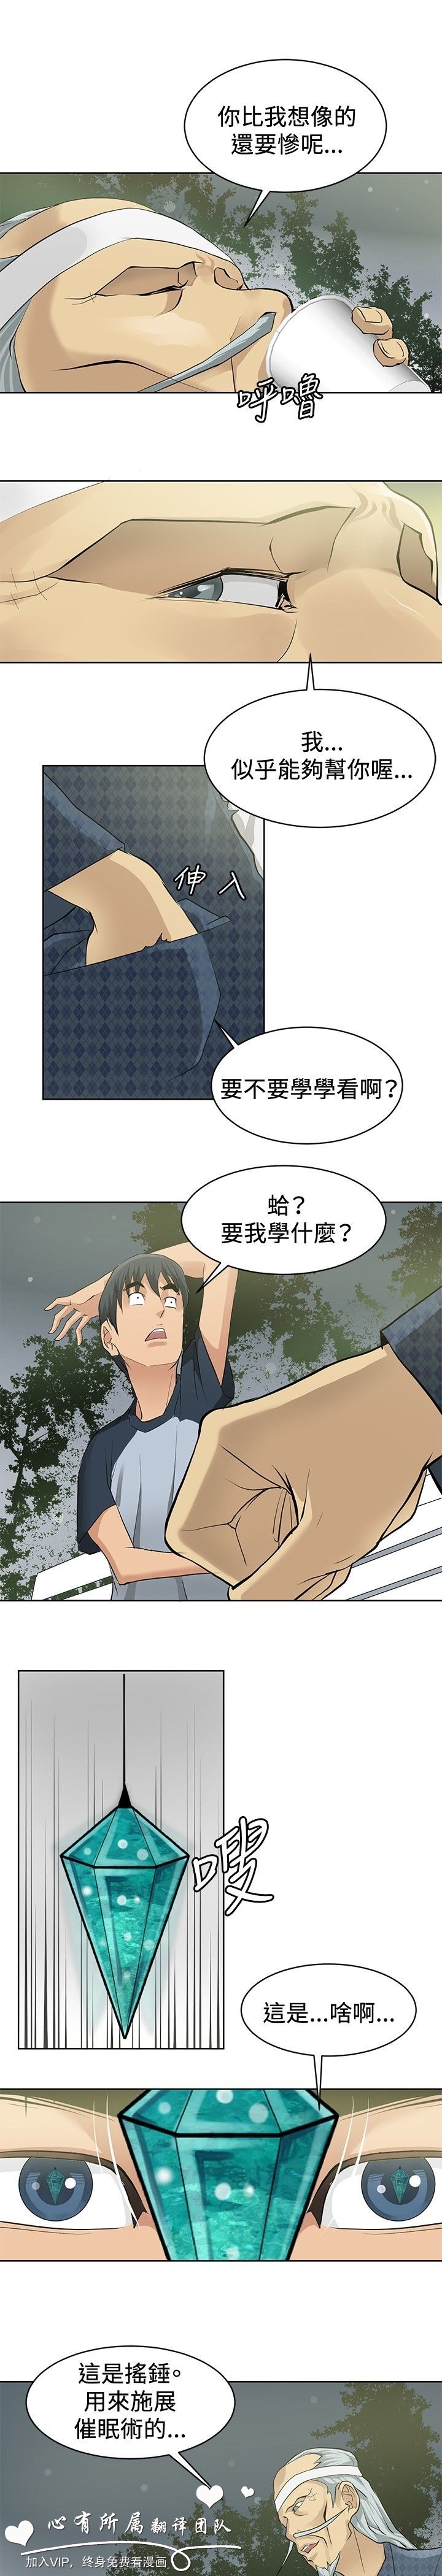 你比我想像的
還要慘呢...
呼嚕
我...
似乎能夠幫你喔...
伸入
要不要學學看啊?
蛤?
要我學什麼?
嗖
這是...啥啊...
這是搖錘。
用來施展
催眠術的...
心有所属翻译团队
加入VIP，终身免费看漫画